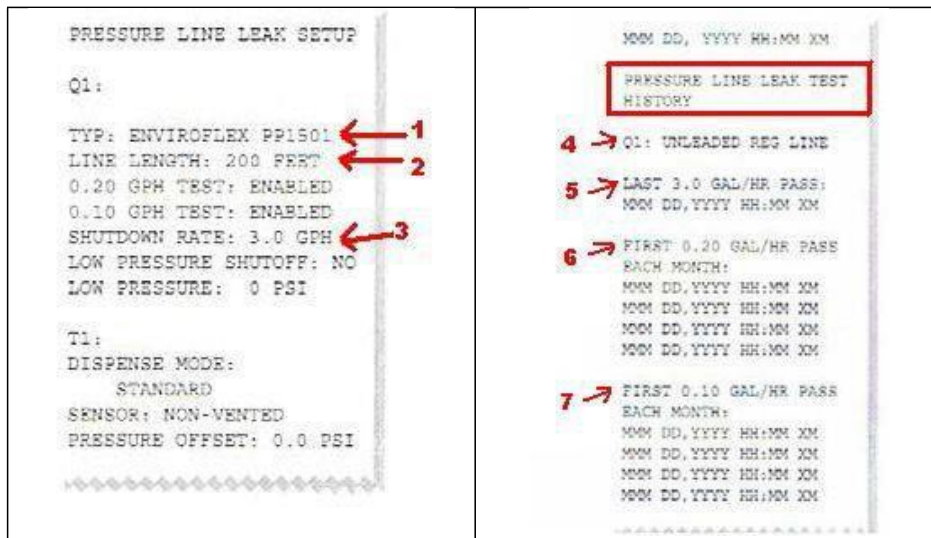 PRESSURE LINE LEAK SETUP
Q1:
TYP: ENVIROFLEX PP1501
1
LINE LENGTH: 200 FEET
2
0.20 GPH TEST: ENABLED
0.10 GPH TEST: ENABLED
SHUTDOWN RATE: 3.0 GPH
3
LOW PRESSURE SHUTOFF: NO
LOW PRESSURE: 0 PSI
T1:
DISPENSE MODE:
STANDARD
SENSOR: NON-VENTED
PRESSURE OFFSET: 0.0 PSI
MMM DD, YYYY HH:MM XM
PRESSURE LINE LEAK TEST
HISTORY
4
Q1: UNLEADED REG LINE
5
LAST 3.0 GAL/HR PASS:
MMM DD,YYYY HH:MM XM
6
FIRST 0.20 GAL/HR PASS
EACH MONTH:
MMM DD,YYYY HH:MM XM
MMM DD,YYYY HH:MM XM
MMM DD,YYYY HH:MM XM
MMM DD,YYYY HH:MM XM
7
FIRST 0.10 GAL/HR PASS
EACH MONTH:
MMM DD,YYYY HH:MM XM
MMM DD,YYYY HH:MM XM
MMM DD,YYYY HH:MM XM
MMM DD,YYYY HH:MM XM